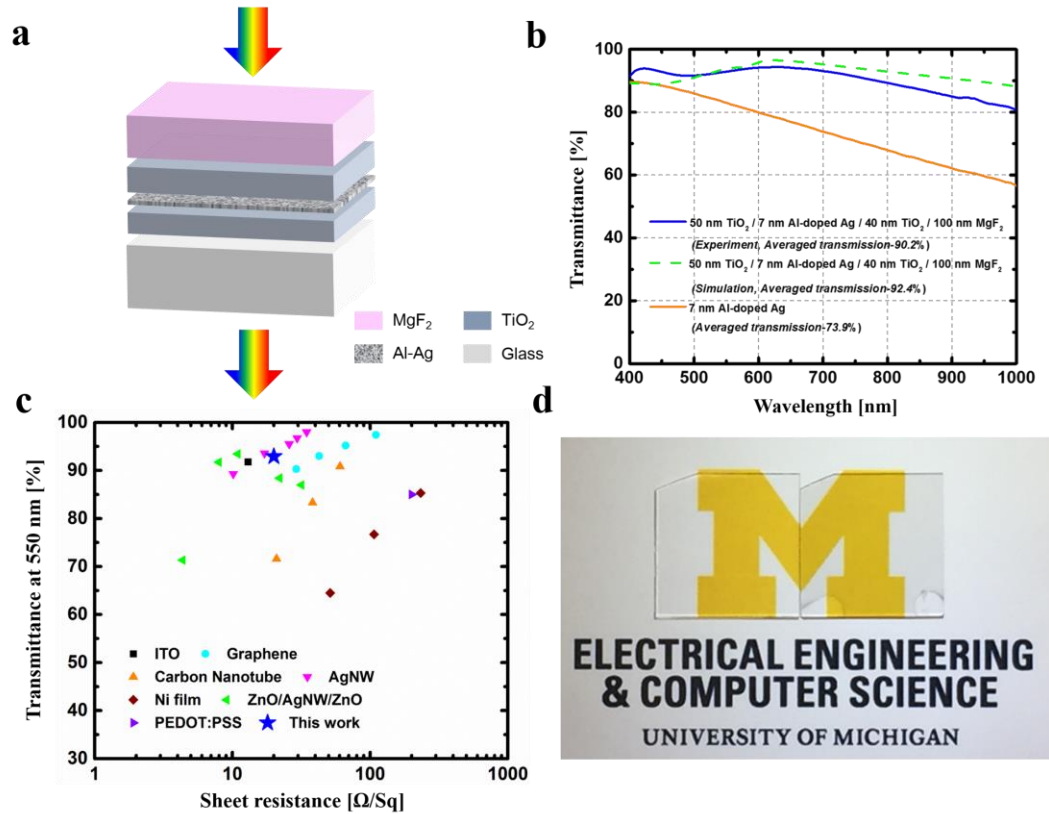 a
MgF₂
TiO₂
Al-Ag
Glass
b
Transmittance [%]
100
80
60
40
20
0
50 nm TiO₂ / 7 nm Al-doped Ag / 40 nm TiO₂ / 100 nm MgF₂
(Experiment, Averaged transmission-90.2%)
50 nm TiO₂ / 7 nm Al-doped Ag / 40 nm TiO₂ / 100 nm MgF₂
(Simulation, Averaged transmission-92.4%)
7 nm Al-doped Ag
(Averaged transmission-73.9%)
400 500 600 700 800 900 1000
Wavelength [nm]
c
Transmittance at 550 nm [%]
100
90
80
70
60
50
40
30
ITO Graphene
Carbon Nanotube AgNW
Ni film ZnO/AgNW/ZnO
PEDOT:PSS This work
1 10 100 1000
Sheet resistance [Ω/Sq]
d
M
ELECTRICAL ENGINEERING
& COMPUTER SCIENCE
UNIVERSITY OF MICHIGAN